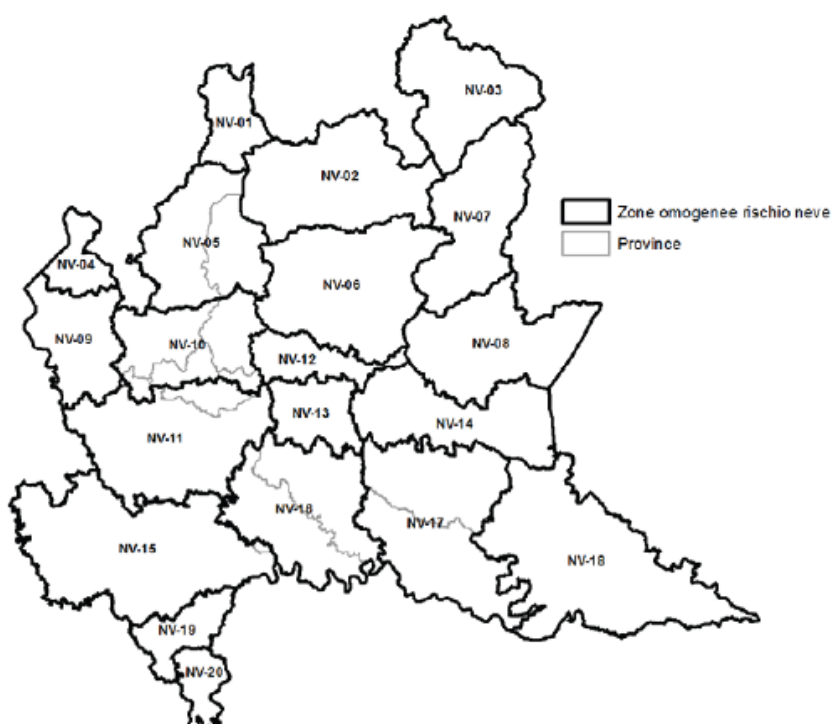 NV-03
NV-01
NV-02
NV-07
Zone omogenee rischio neve
NV-05
Province
NV-04
NV-06
NV-09
NV-10
NV-08
NV-12
NV-13
NV-14
NV-11
NV-16
NV-17
NV-15
NV-18
NV-19
NV-20